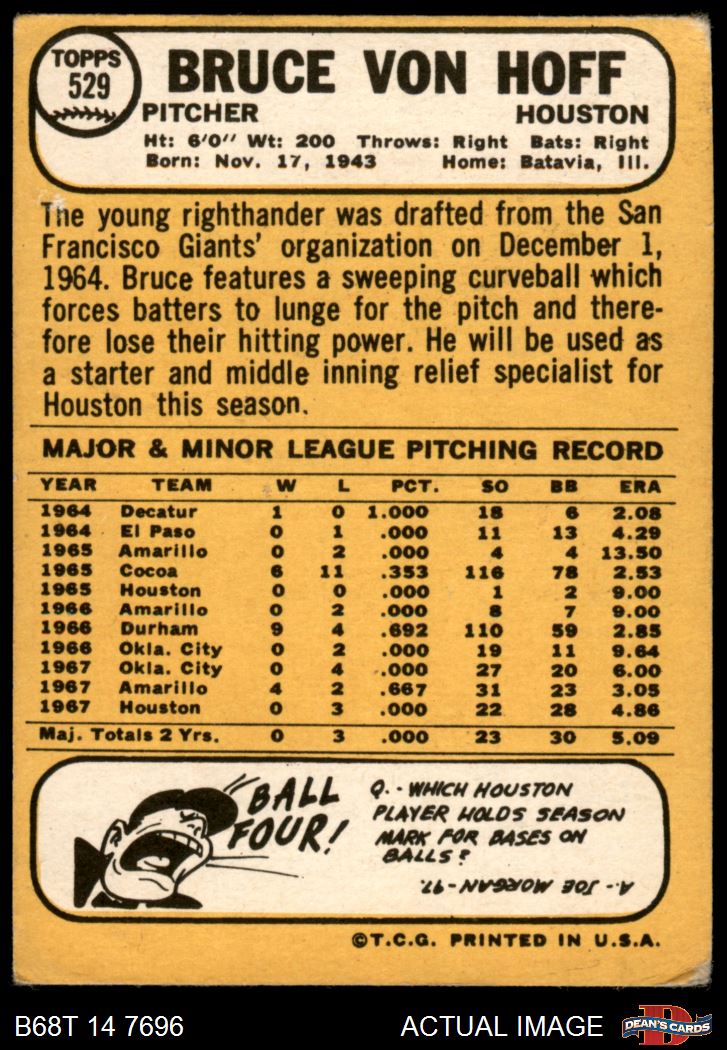 TOPPS
529
BRUCE VON HOFF
PITCHER HOUSTON
Ht: 6'0" Wt: 200 Throws: Right Bats: Right
Born: Nov. 17, 1943 Home: Batavia, Ill.
The young righthander was drafted from the San
Francisco Giants' organization on December 1,
1964. Bruce features a sweeping curveball which
forces batters to lunge for the pitch and there-
fore lose their hitting power. He will be used as
a starter and middle inning relief specialist for
Houston this season.
MAJOR & MINOR LEAGUE PITCHING RECORD
YEAR TEAM W L PCT. SO BB ERA
1964 Decatur 1 0 1.000 18 6 2.08
1964 El Paso 0 1 .000 11 13 4.29
1965 Amarillo 0 2 .000 4 4 13.50
1965 Cocoa 6 11 .353 116 78 2.53
1965 Houston 0 0 .000 1 2 9.00
1966 Amarillo 0 2 .000 8 7 9.00
1966 Durham 9 4 .692 110 59 2.85
1966 Okla. City 0 2 .000 19 11 9.64
1967 Okla. City 0 4 .000 27 20 6.00
1967 Amarillo 4 2 .667 31 23 3.05
1967 Houston 0 3 .000 22 28 4.86
Maj. Totals 2 Yrs. 0 3 .000 23 30 5.09
BALL
FOUR!
Q.-WHICH HOUSTON
PLAYER HOLDS SEASON
MARK FOR BASES ON
BALLS?
A-JOE MORGAN-97.
©T.C.G. PRINTED IN U.S.A.
B68T 14 7696 ACTUAL IMAGE
D
DEAN'S CARDS